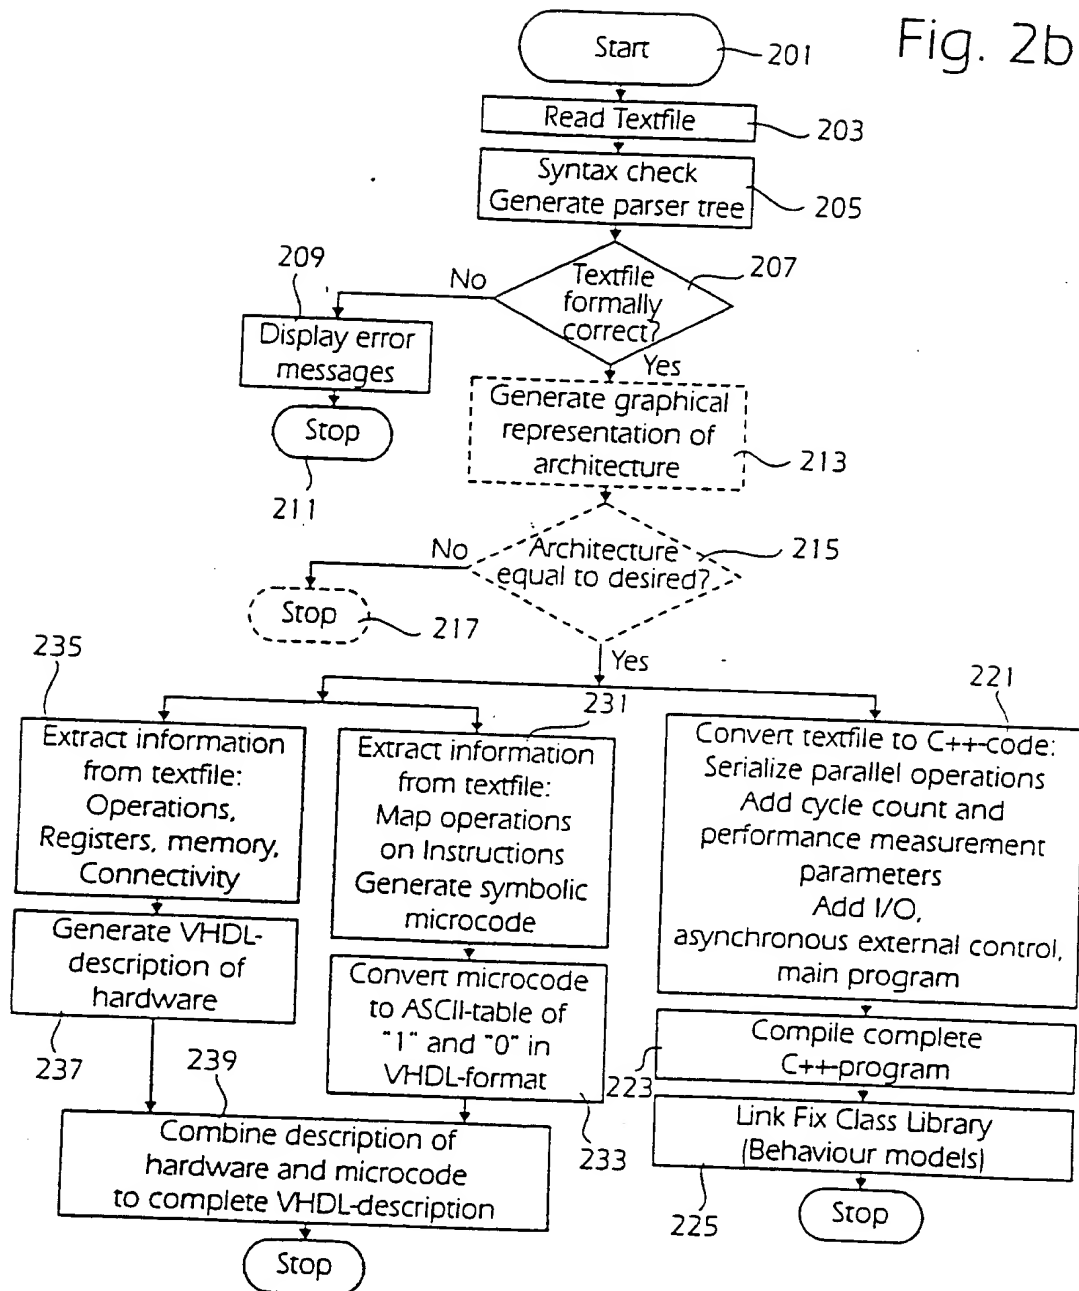 Fig. 2b
Start
201
Read Textfile
203
Syntax check
Generate parser tree
205
Textfile
formally
correct?
207
No
209
Display error
messages
Stop
211
Yes
Generate graphical
representation of
architecture
213
Architecture
equal to desired?
215
No
Stop
217
Yes
235
Extract information
from textfile:
Operations,
Registers, memory,
Connectivity
Generate VHDL-
description of
hardware
237
231
Extract information
from textfile:
Map operations
on Instructions
Generate symbolic
microcode
Convert microcode
to ASCII-table of
"1" and "0" in
VHDL-format
233
239
Combine description of
hardware and microcode
to complete VHDL-description
Stop
221
Convert textfile to C++-code:
Serialize parallel operations
Add cycle count and
performance measurement
parameters
Add I/O,
asynchronous external control,
main program
Compile complete
C++-program
223
Link Fix Class Library
(Behaviour models)
225
Stop